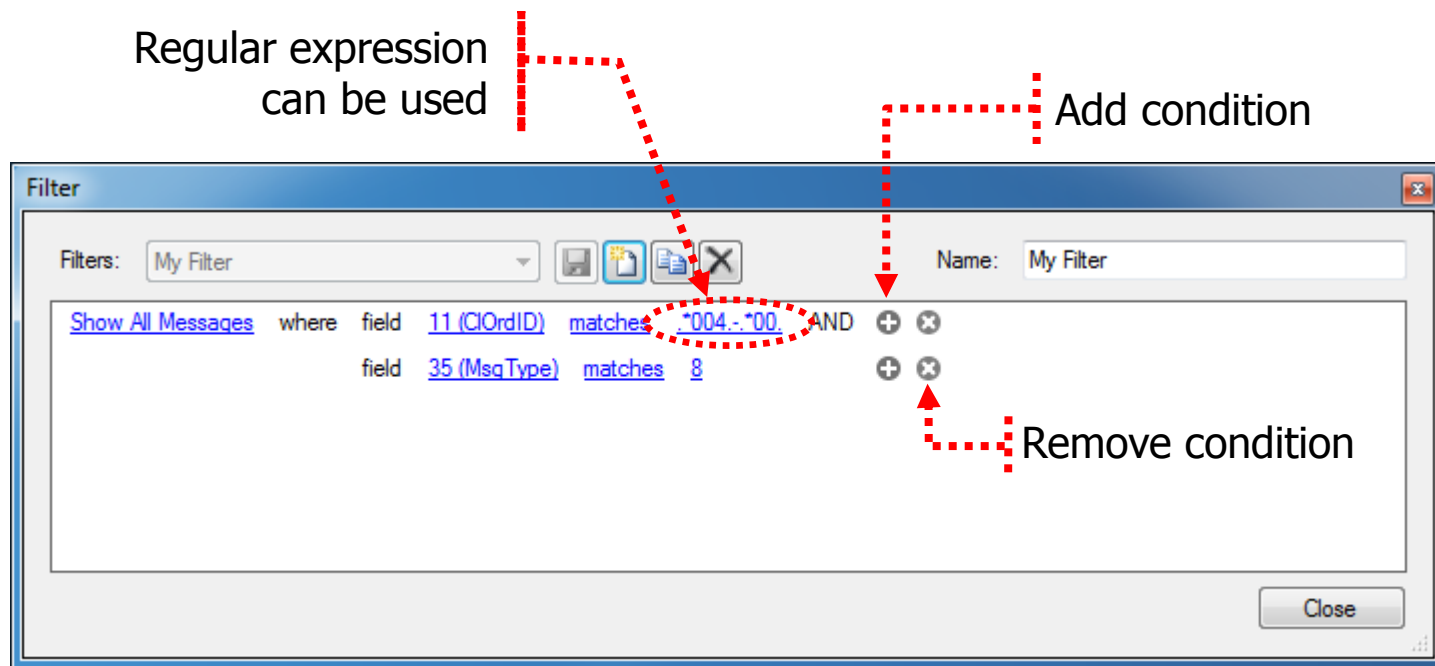 Regular expression
can be used
Add condition
Filter
Filters: My Filter Name: My Filter
Show All Messages where field 11 (ClOrdID) matches .*004.-.*00. AND
field 35 (MsgType) matches 8
Remove condition
Close